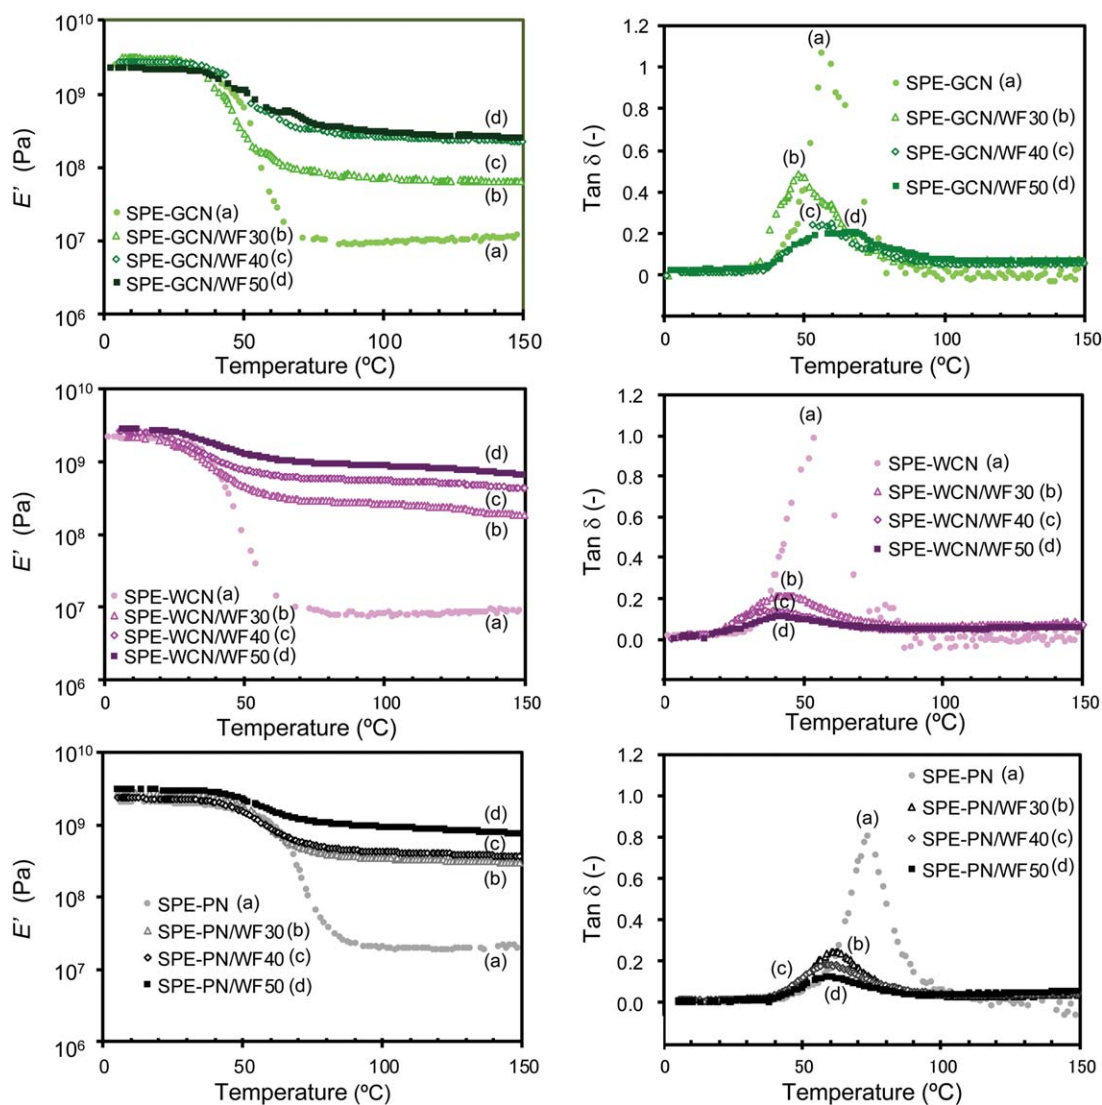 10¹⁰
10⁹
10⁸
10⁷
10⁶
E' (Pa)
(d)
(c)
(b)
(a)
SPE-GCN (a)
SPE-GCN/WF30 (b)
SPE-GCN/WF40 (c)
SPE-GCN/WF50 (d)
0 50 100 150
Temperature (ºC)
1.2
1
0.8
0.6
0.4
0.2
0
Tan δ (-)
(a)
(b)
(c)
(d)
SPE-GCN (a)
SPE-GCN/WF30 (b)
SPE-GCN/WF40 (c)
SPE-GCN/WF50 (d)
0 50 100 150
Temperature (ºC)
10¹⁰
10⁹
10⁸
10⁷
10⁶
E' (Pa)
(d)
(c)
(b)
(a)
SPE-WCN (a)
SPE-WCN/WF30 (b)
SPE-WCN/WF40 (c)
SPE-WCN/WF50 (d)
0 50 100 150
Temperature (ºC)
1.2
1.0
0.8
0.6
0.4
0.2
0.0
Tan δ (-)
(a)
(b)
(c)
(d)
SPE-WCN (a)
SPE-WCN/WF30 (b)
SPE-WCN/WF40 (c)
SPE-WCN/WF50 (d)
0 50 100 150
Temperature (ºC)
10¹⁰
10⁹
10⁸
10⁷
10⁶
E' (Pa)
(d)
(c)
(b)
(a)
SPE-PN (a)
SPE-PN/WF30 (b)
SPE-PN/WF40 (c)
SPE-PN/WF50 (d)
0 50 100 150
Temperature (ºC)
1.2
1.0
0.8
0.6
0.4
0.2
0.0
Tan δ (-)
(a)
(b)
(c)
(d)
SPE-PN (a)
SPE-PN/WF30 (b)
SPE-PN/WF40 (c)
SPE-PN/WF50 (d)
0 50 100 150
Temperature (ºC)